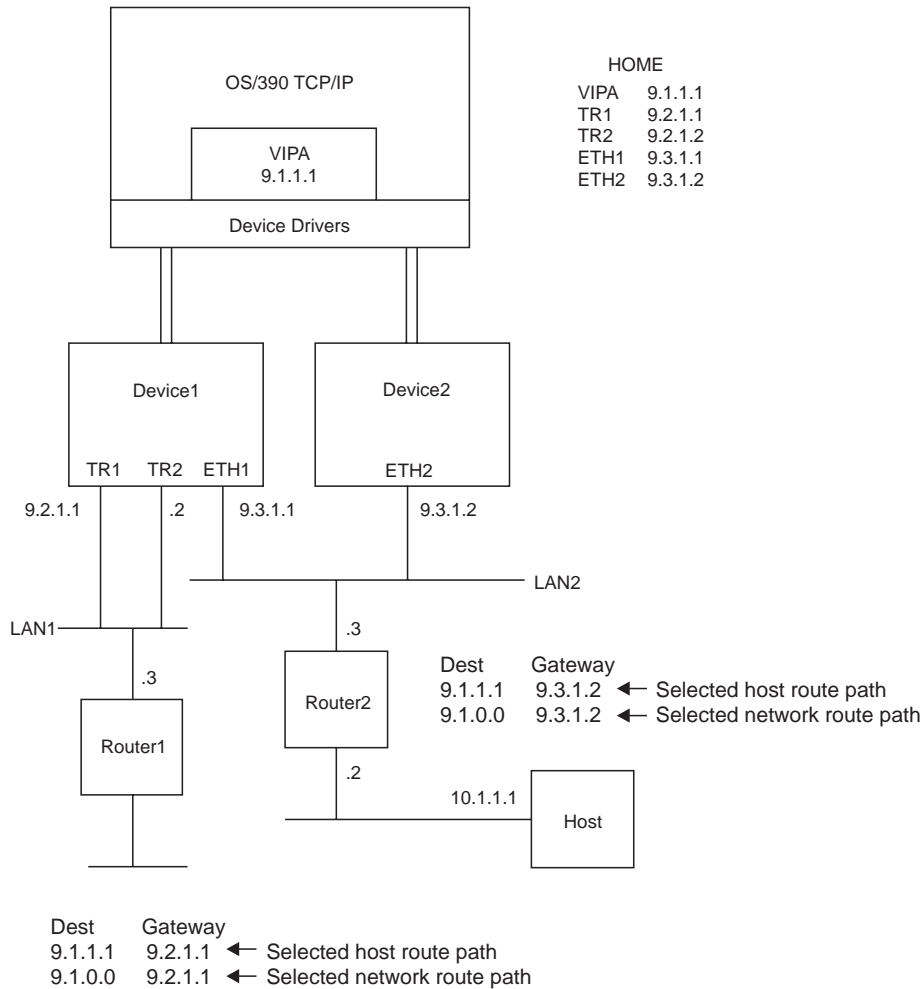 OS/390 TCP/IP
VIPA
9.1.1.1
Device Drivers
HOME
VIPA 9.1.1.1
TR1 9.2.1.1
TR2 9.2.1.2
ETH1 9.3.1.1
ETH2 9.3.1.2
Device1
TR1 TR2 ETH1
Device2
ETH2
9.2.1.1 .2 9.3.1.1 9.3.1.2
LAN2
LAN1
.3
Router1
.3
Router2
.2
Dest Gateway
9.1.1.1 9.3.1.2 ← Selected host route path
9.1.0.0 9.3.1.2 ← Selected network route path
10.1.1.1
Host
Dest Gateway
9.1.1.1 9.2.1.1 ← Selected host route path
9.1.0.0 9.2.1.1 ← Selected network route path